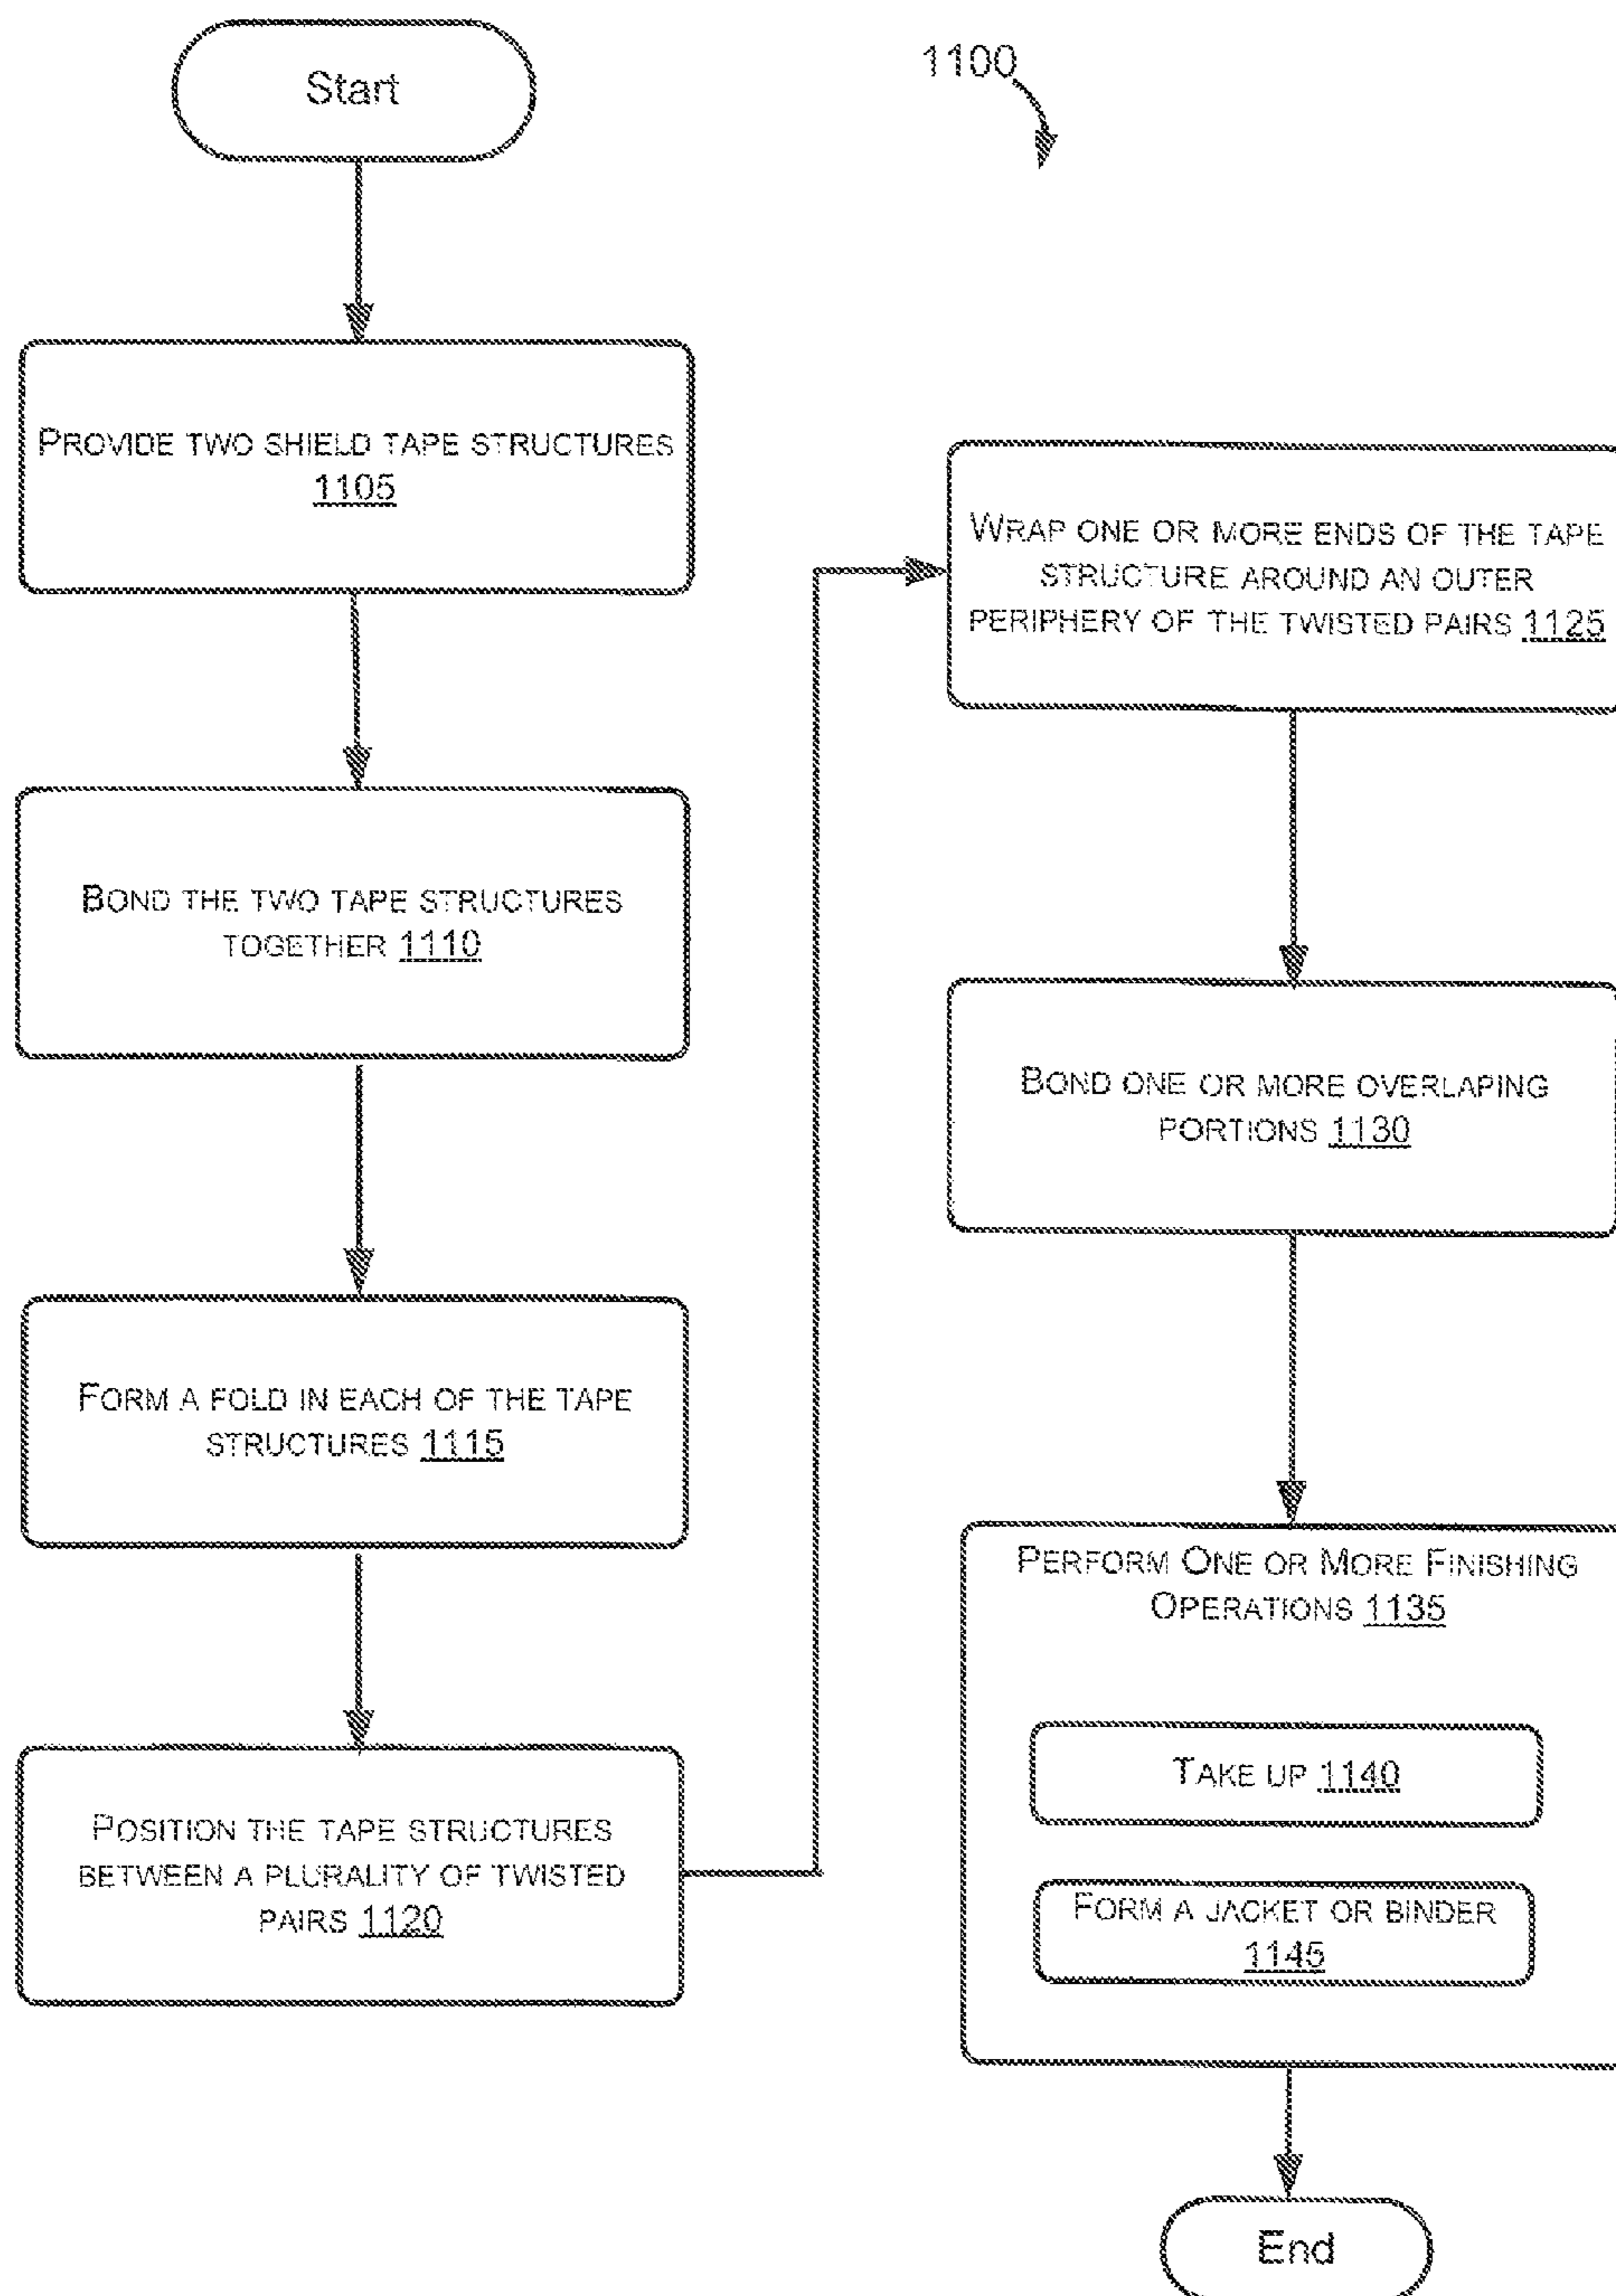 Start
1100
PROVIDE TWO SHIELD TAPE STRUCTURES
1105
BOND THE TWO TAPE STRUCTURES
TOGETHER 1110
FORM A FOLD IN EACH OF THE TAPE
STRUCTURES 1115
POSITION THE TAPE STRUCTURES
BETWEEN A PLURALITY OF TWISTED
PAIRS 1120
WRAP ONE OR MORE ENDS OF THE TAPE
STRUCTURE AROUND AN OUTER
PERIPHERY OF THE TWISTED PAIRS 1125
BOND ONE OR MORE OVERLAPING
PORTIONS 1130
PERFORM ONE OR MORE FINISHING
OPERATIONS 1135
TAKE UP 1140
FORM A JACKET OR BINDER
1145
End